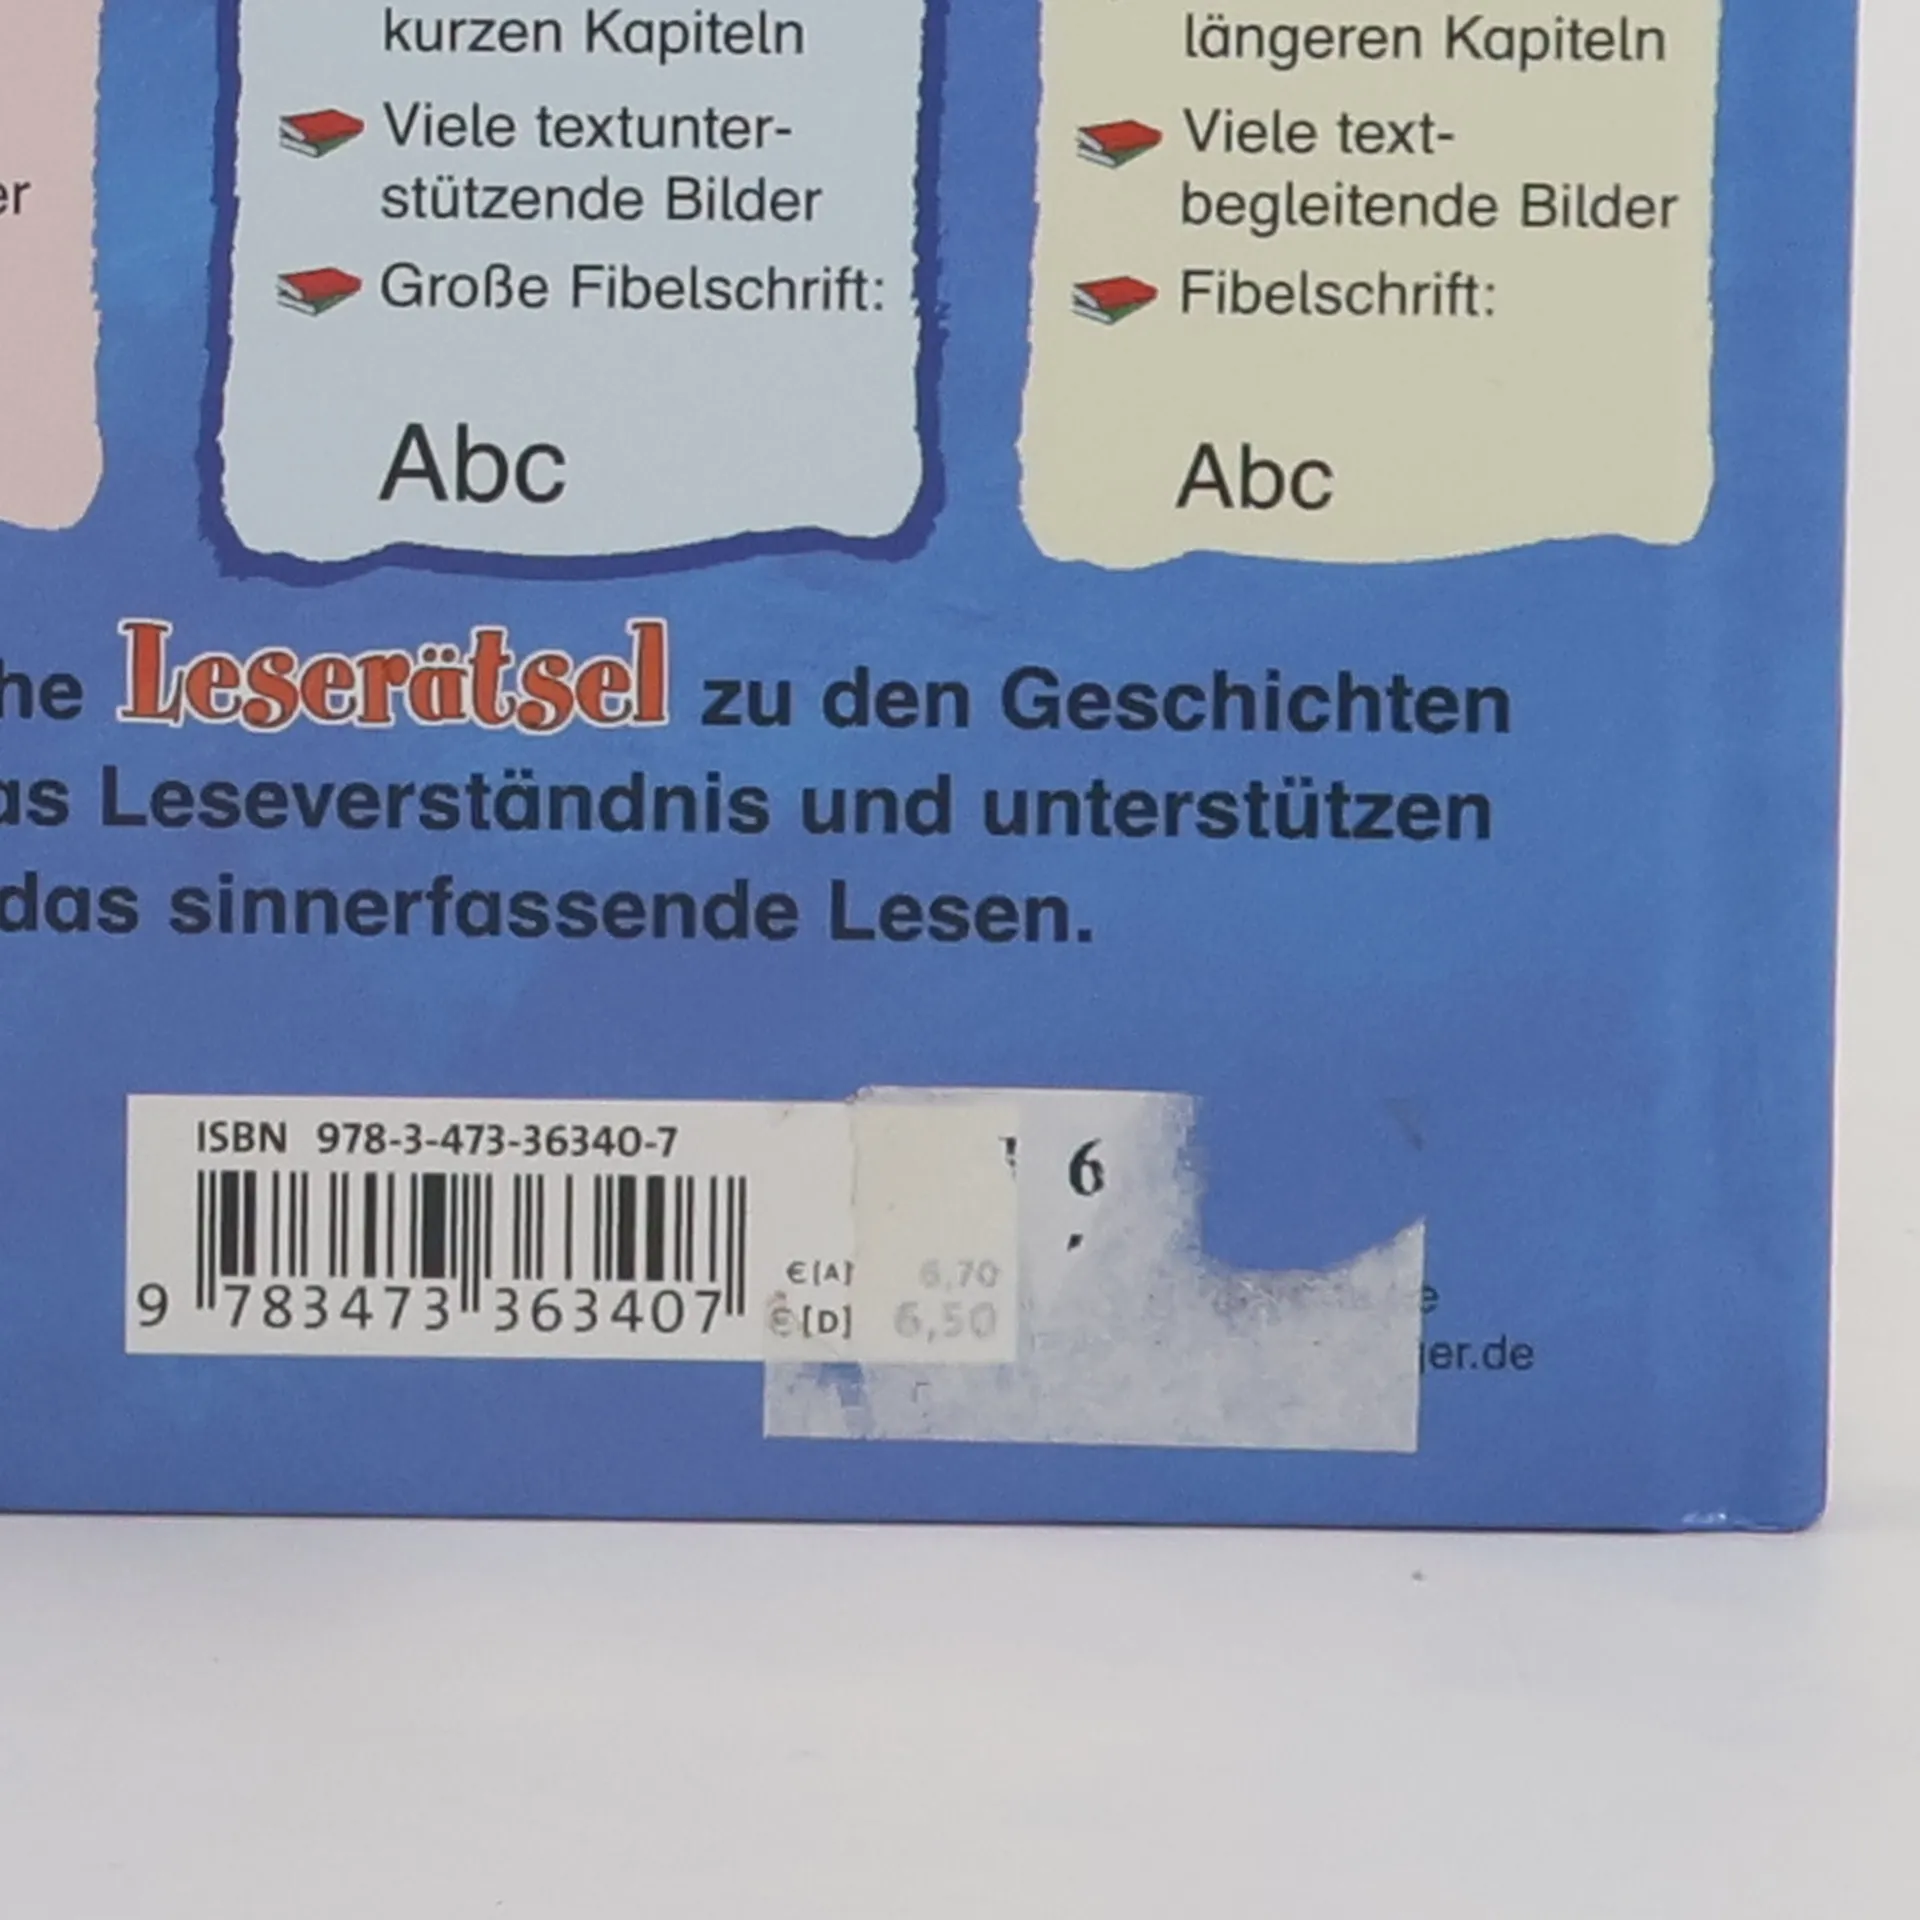 kurzen Kapiteln
Viele textunter-
stützende Bilder
Große Fibelschrift:
Abc
längeren Kapiteln
Viele text-
begleitende Bilder
Fibelschrift:
Abc
Leserätsel zu den Geschichten
Leseverständnis und unterstützen
das sinnerfassende Lesen.
ISBN 978-3-473-36340-7
9 783473 363407
€[A] 6,70
€[D] 6,50
6
er.de